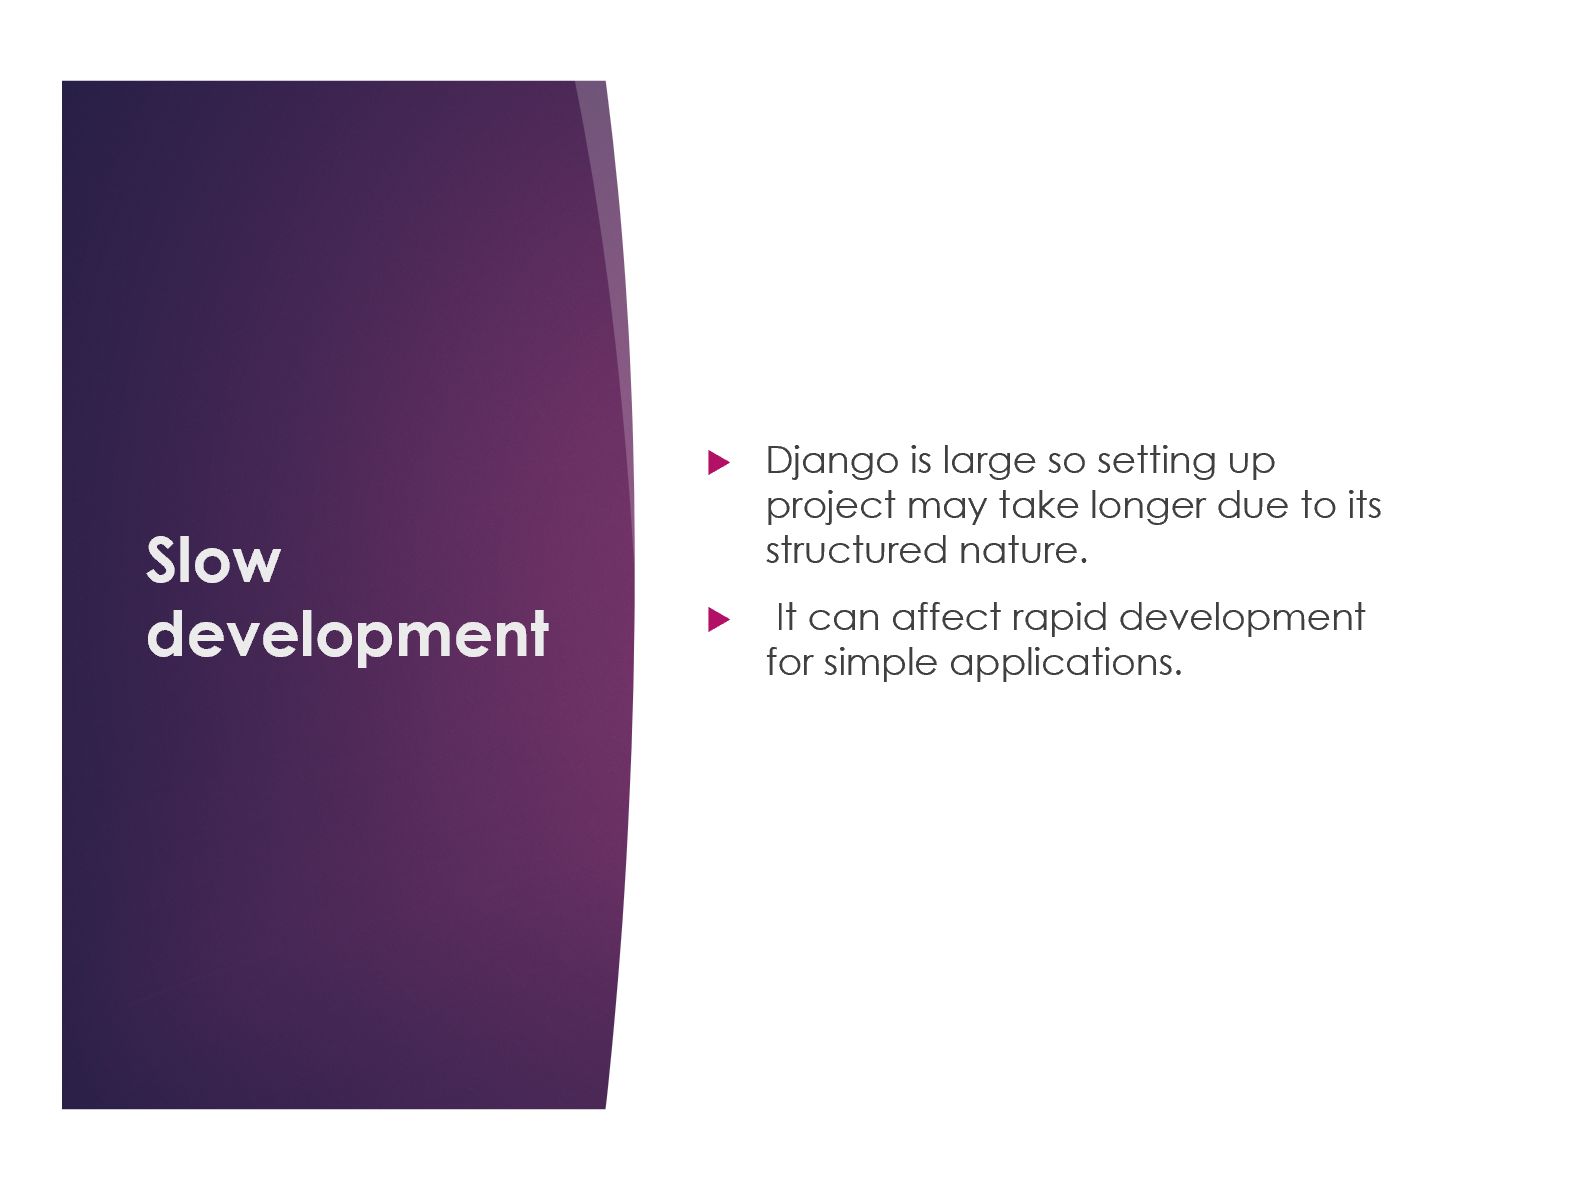 Slow
development
Django is large so setting up
project may take longer due to its
structured nature.
It can affect rapid development
for simple applications.